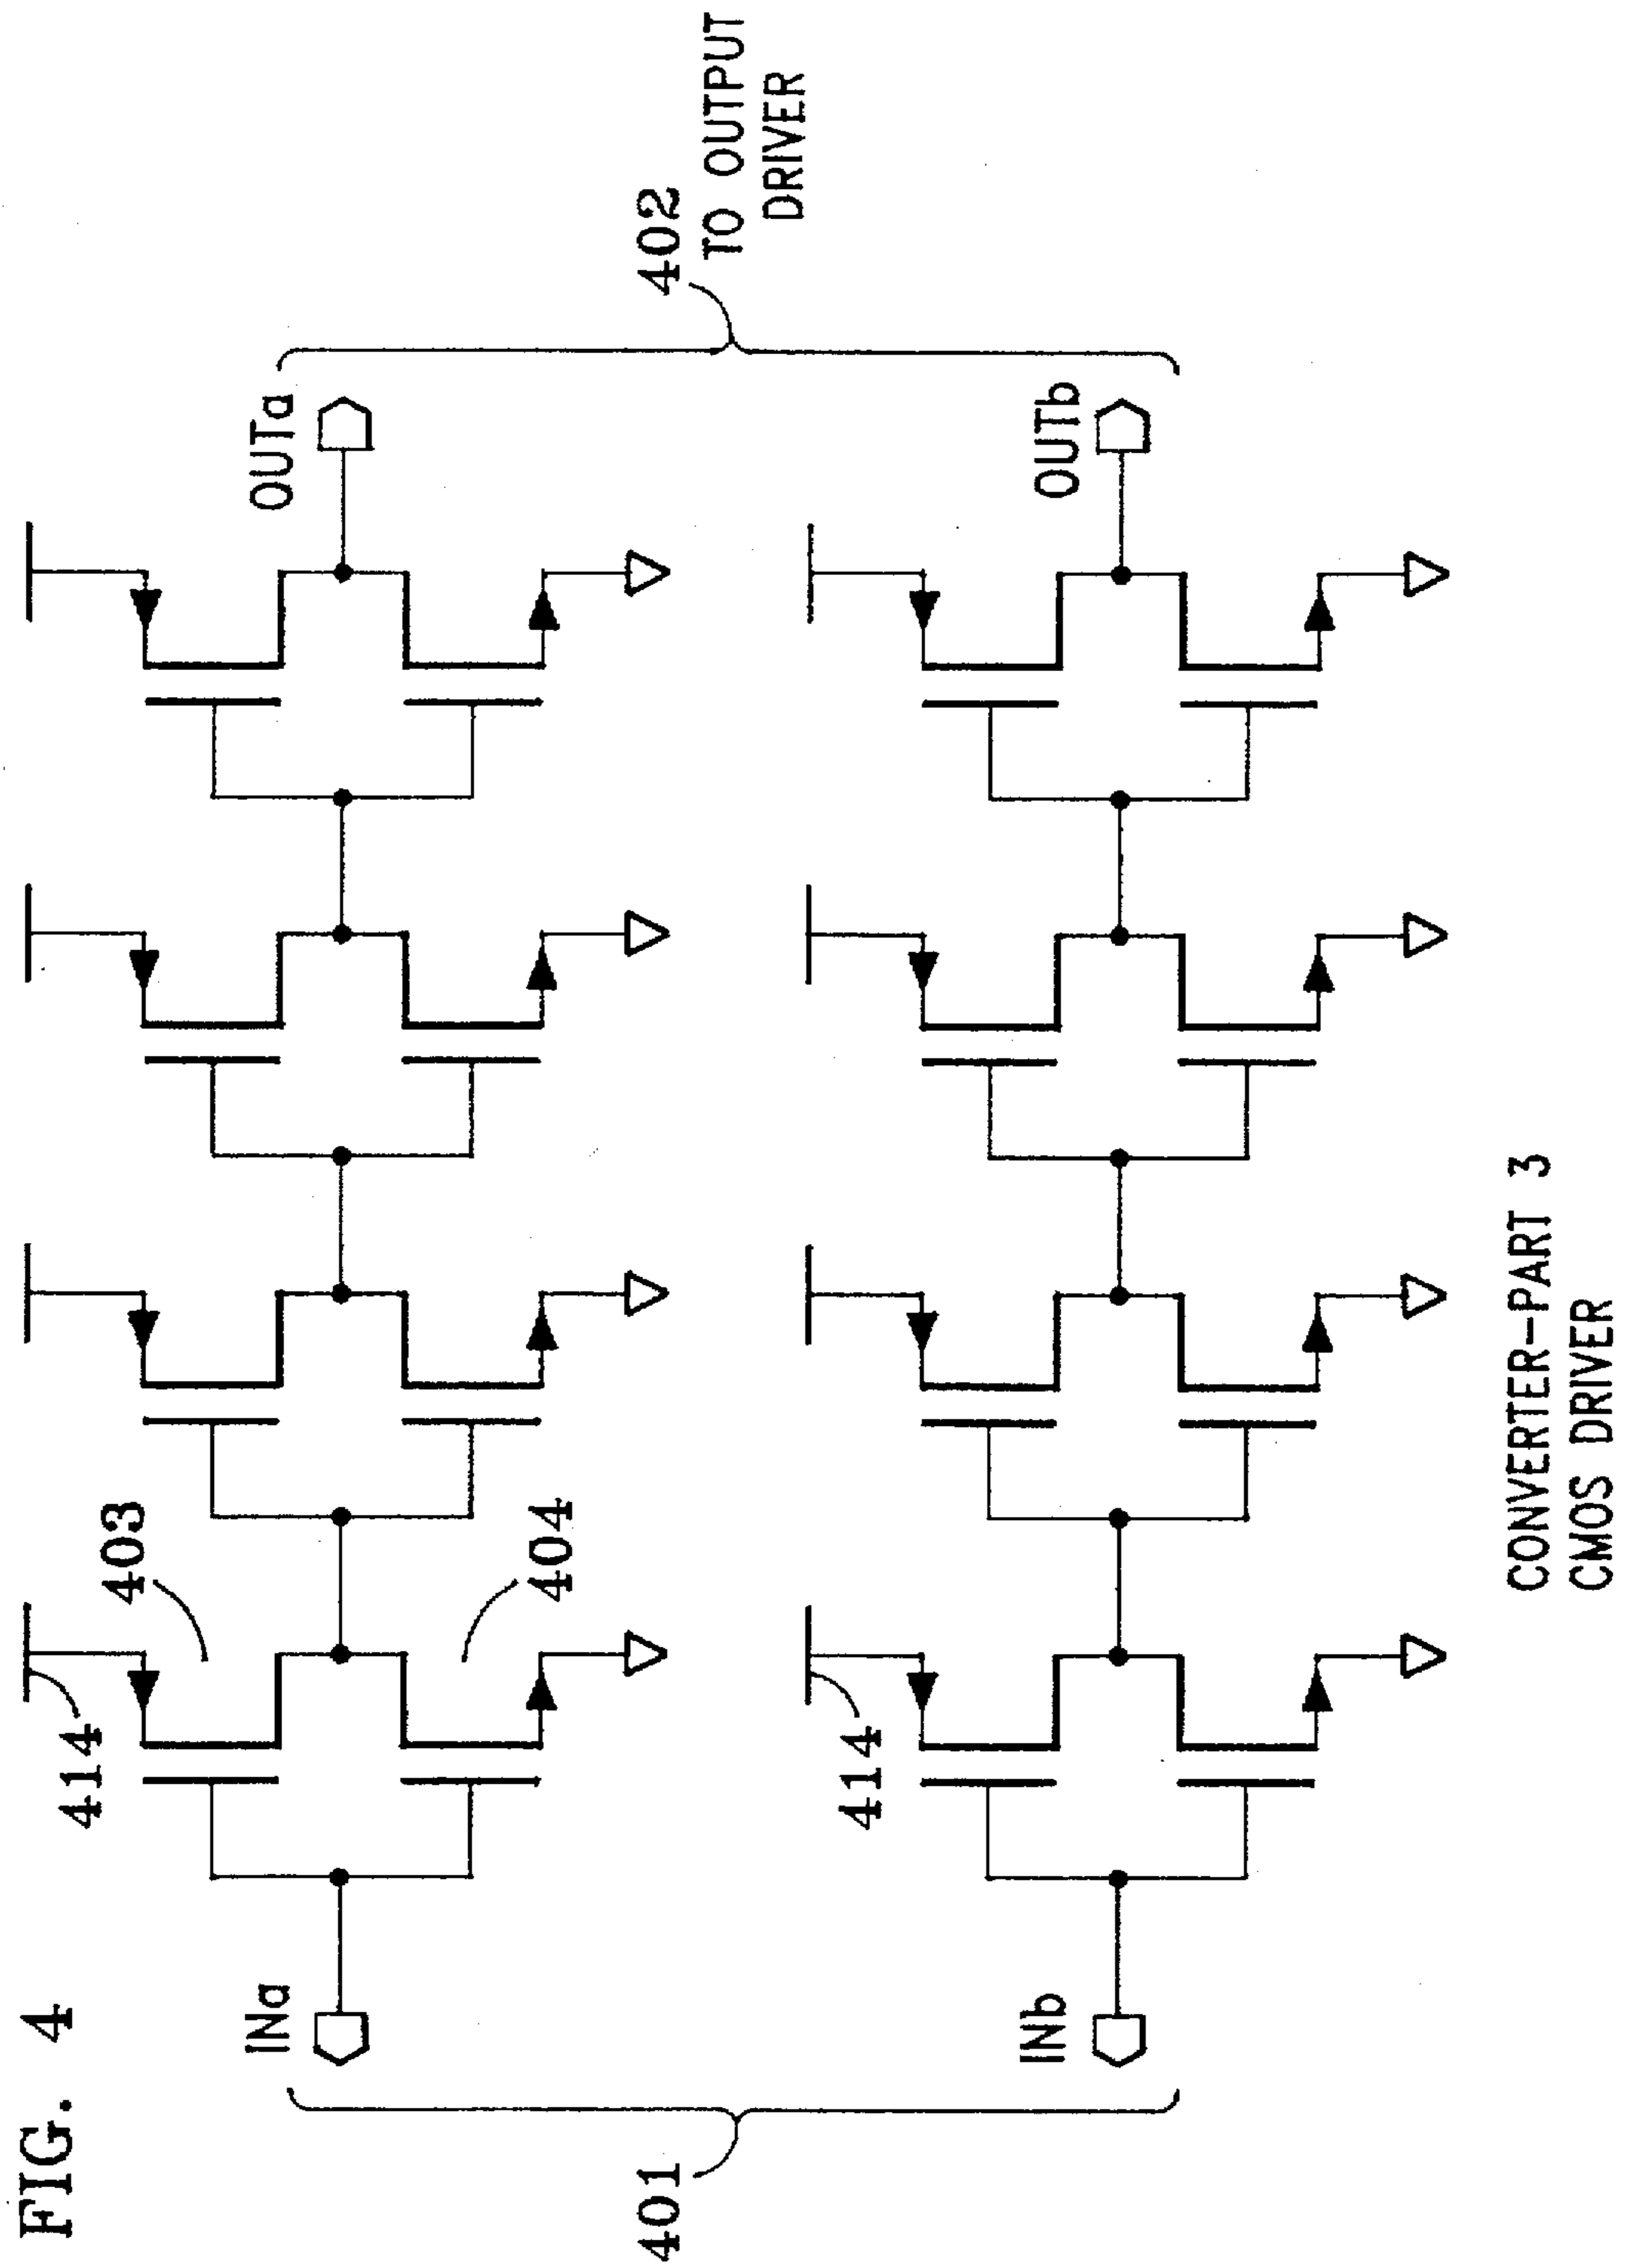 FIG. 4
414
403
404
INa
OUTa
401
402
TO OUTPUT
DRIVER
414
INb
OUTb
CONVERTER-PART 3
CMOS DRIVER